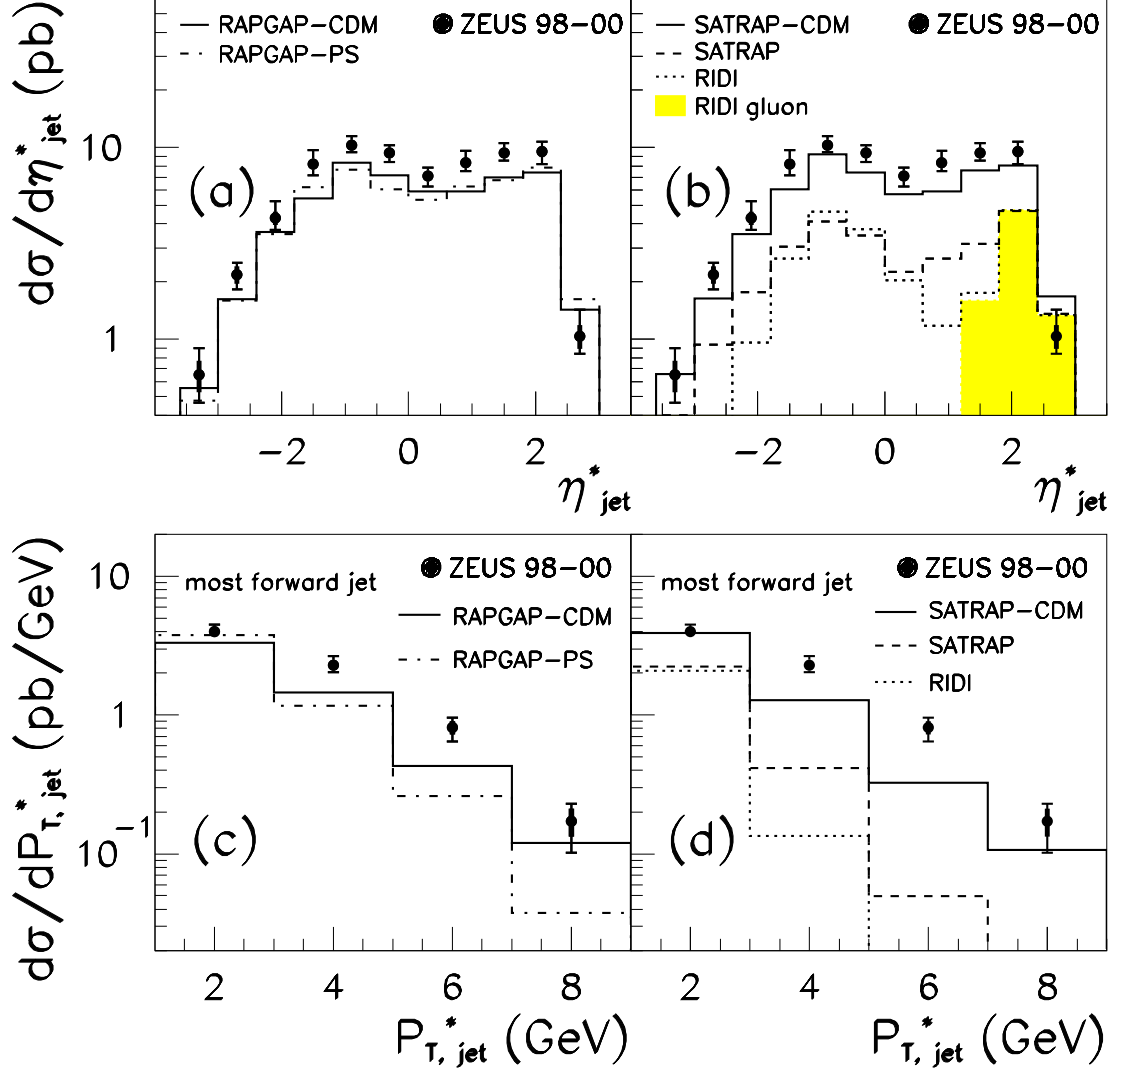 RAPGAP-CDM
ZEUS 98-00
RAPGAP-PS
SATRAP-CDM
ZEUS 98-00
SATRAP
RIDI
RIDI gluon
dσ/dη*jet (pb)
10
1
(a)
(b)
-2 0 2
-2 0 2
η*jet
η*jet
dσ/dP*T, jet (pb/GeV)
10
1
10-1
most forward jet
ZEUS 98-00
RAPGAP-CDM
RAPGAP-PS
(c)
most forward jet
ZEUS 98-00
SATRAP-CDM
SATRAP
RIDI
(d)
2 4 6 8
2 4 6 8
PT, jet* (GeV)
PT, jet* (GeV)